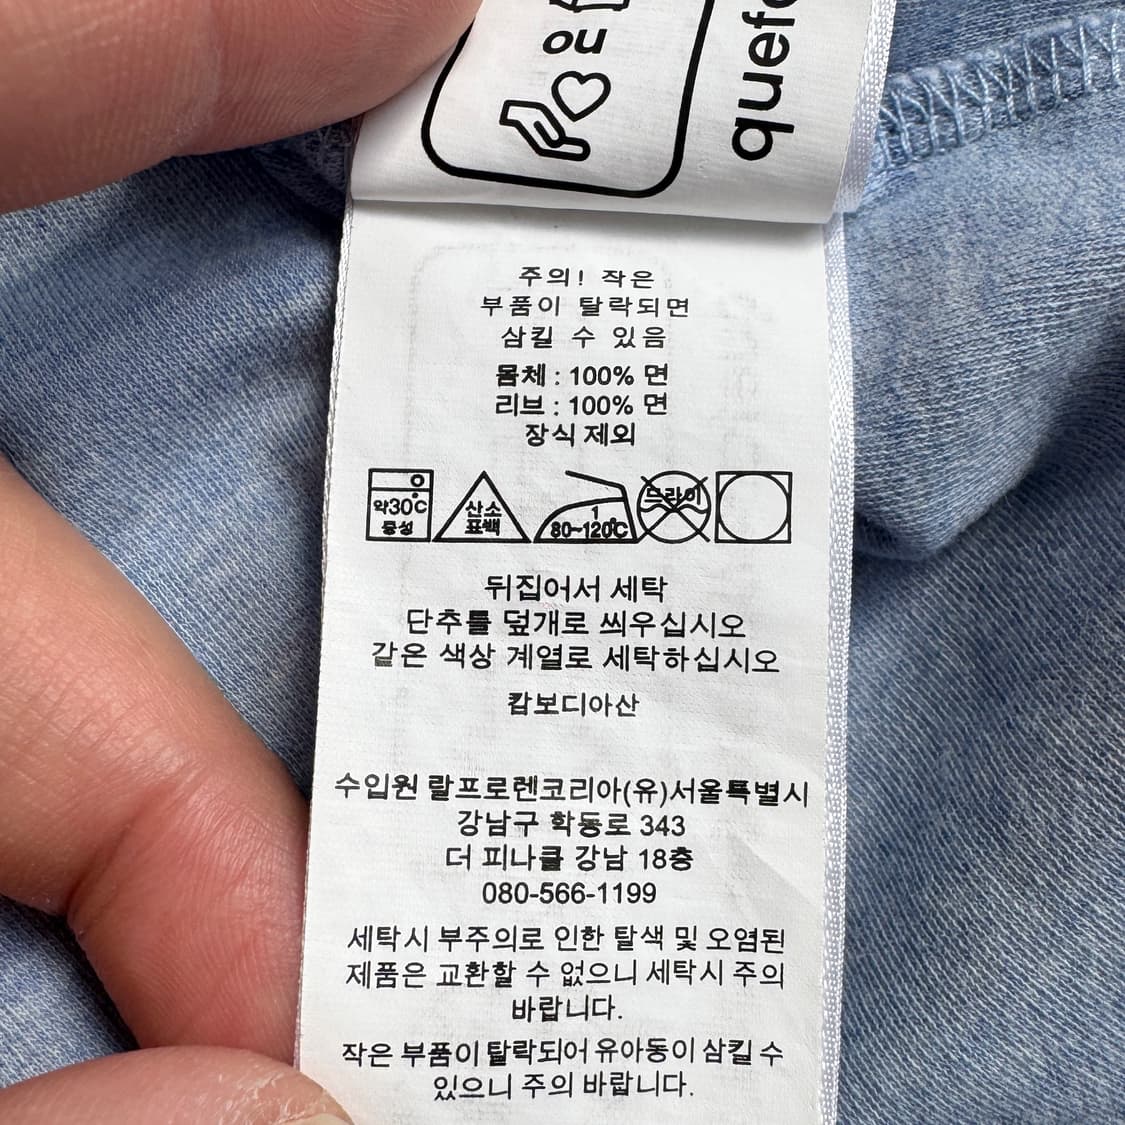 ou
quefa
주의! 작은
부품이 탈락되면
삼킬 수 있음
몸체 : 100% 면
리브 : 100% 면
장식 제외
약30℃
중성
산소
표백
1
80~120℃
드라이
뒤집어서 세탁
단추를 덮개로 씌우십시오
같은 색상 계열로 세탁하십시오
캄보디아산
수입원 랄프로렌코리아(유)서울특별시
강남구 학동로 343
더 피나클 강남 18층
080-566-1199
세탁시 부주의로 인한 탈색 및 오염된
제품은 교환할 수 없으니 세탁시 주의
바랍니다.
작은 부품이 탈락되어 유아동이 삼킬 수
있으니 주의 바랍니다.